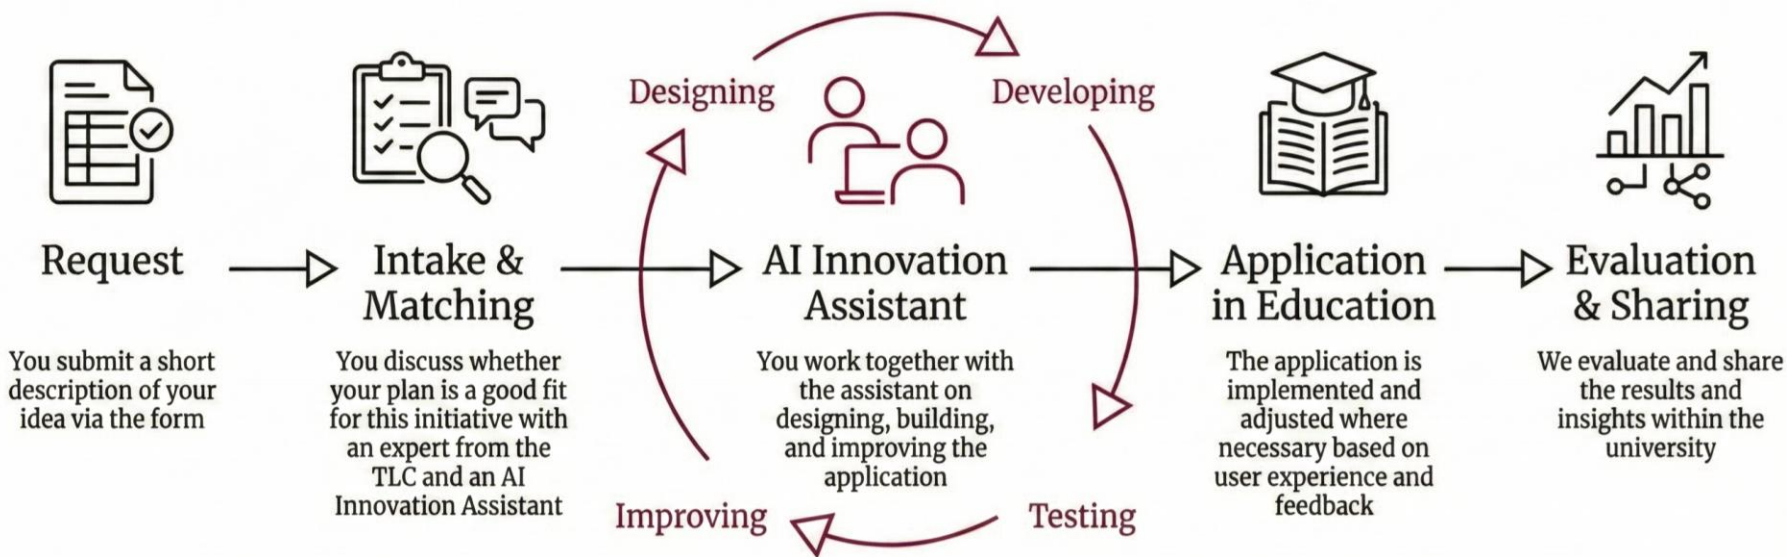 Designing
Developing
Request
Intake &
Matching
AI Innovation
Assistant
Application
in Education
Evaluation
& Sharing
You submit a short
description of your
idea via the form
You discuss whether
your plan is a good fit
for this initiative with
an expert from the
TLC and an AI
Innovation Assistant
You work together with
the assistant on
designing, building,
and improving the
application
The application is
implemented and
adjusted where
necessary based on
user experience and
feedback
We evaluate and share
the results and
insights within the
university
Improving
Testing